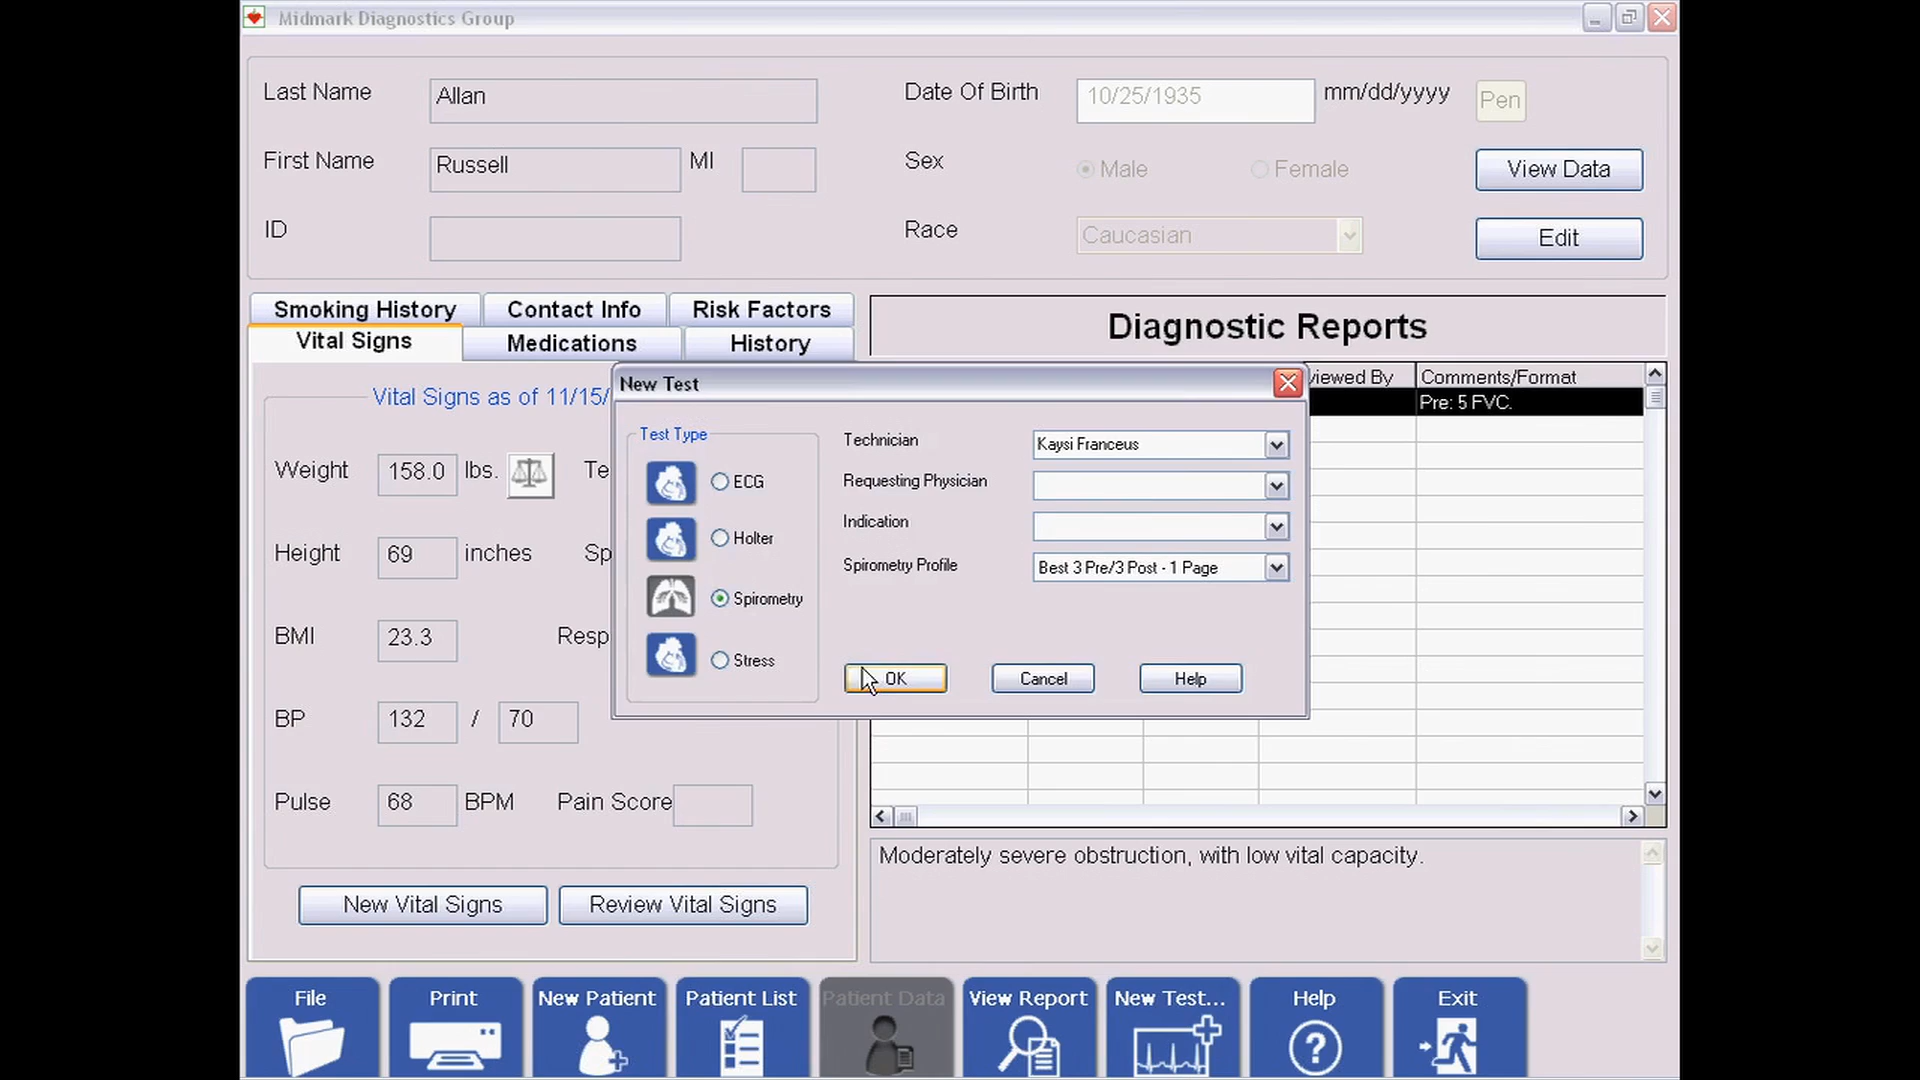 Midmark Diagnostics Group
Last Name
Allan
Date Of Birth
10/25/1935
mm/dd/yyyy
Pen
First Name
Russell
MI
Sex
Male
Female
View Data
ID
Race
Caucasian
Edit
Smoking History
Contact Info
Risk Factors
Vital Signs
Medications
History
Diagnostic Reports
Vital Signs as of 11/15/
viewed By
Comments/Format
Pre: 5 FVC.
New Test
Test Type
ECG
Holter
Spirometry
Stress
Technician
Kaysi Franceus
Requesting Physician
Indication
Spirometry Profile
Best 3 Pre/3 Post - 1 Page
OK
Cancel
Help
Weight
158.0
lbs.
Te
Height
69
inches
Sp
BMI
23.3
Resp
BP
132
/
70
Pulse
68
BPM
Pain Score
Moderately severe obstruction, with low vital capacity.
New Vital Signs
Review Vital Signs
File
Print
New Patient
Patient List
Patient Data
View Report
New Test...
Help
Exit